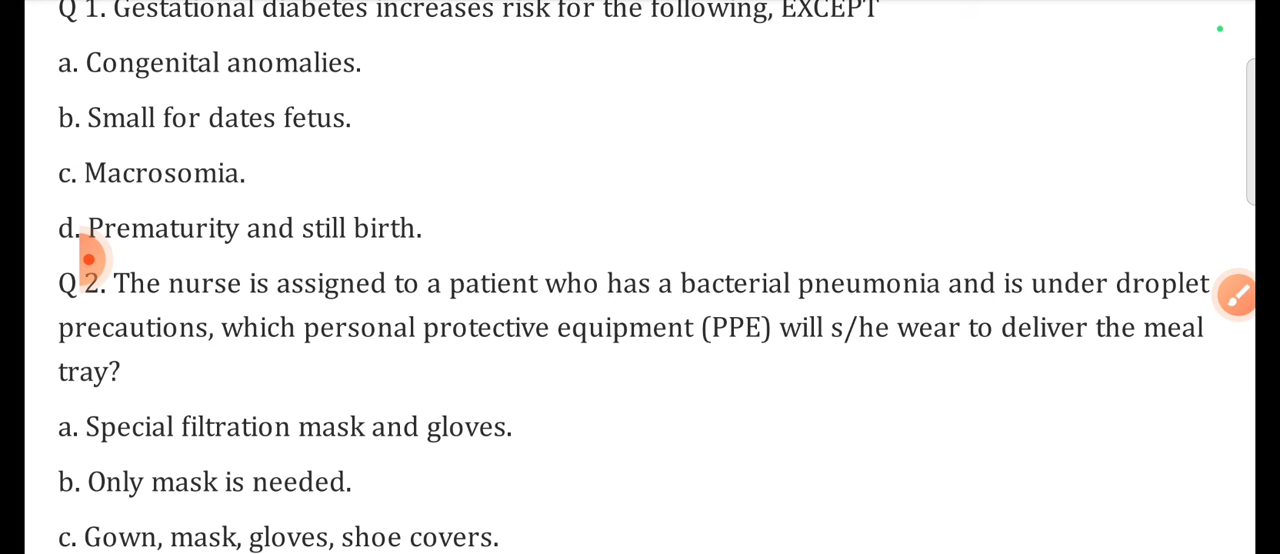 Q 1. Gestational diabetes increases risk for the following, EXCEPT
a. Congenital anomalies.
b. Small for dates fetus.
c. Macrosomia.
d. Prematurity and still birth.
Q 2. The nurse is assigned to a patient who has a bacterial pneumonia and is under droplet
precautions, which personal protective equipment (PPE) will s/he wear to deliver the meal
tray?
a. Special filtration mask and gloves.
b. Only mask is needed.
c. Gown, mask, gloves, shoe covers.